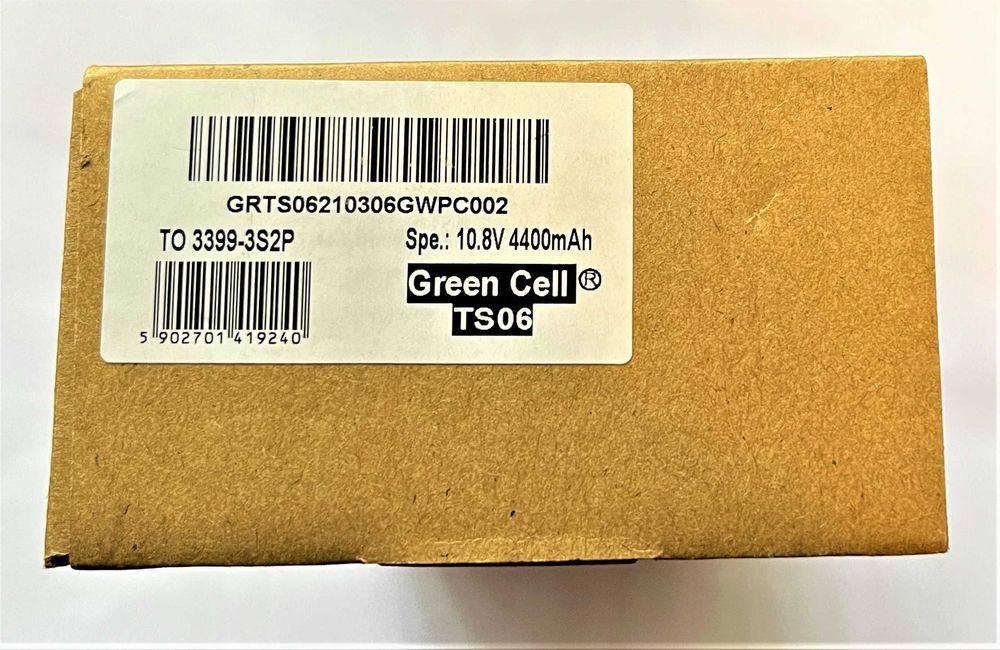 GRTS06210306GWPC002
TO 3399-3S2P
Spe.: 10.8V 4400mAh
Green Cell ®
TS06
5 902701 419240